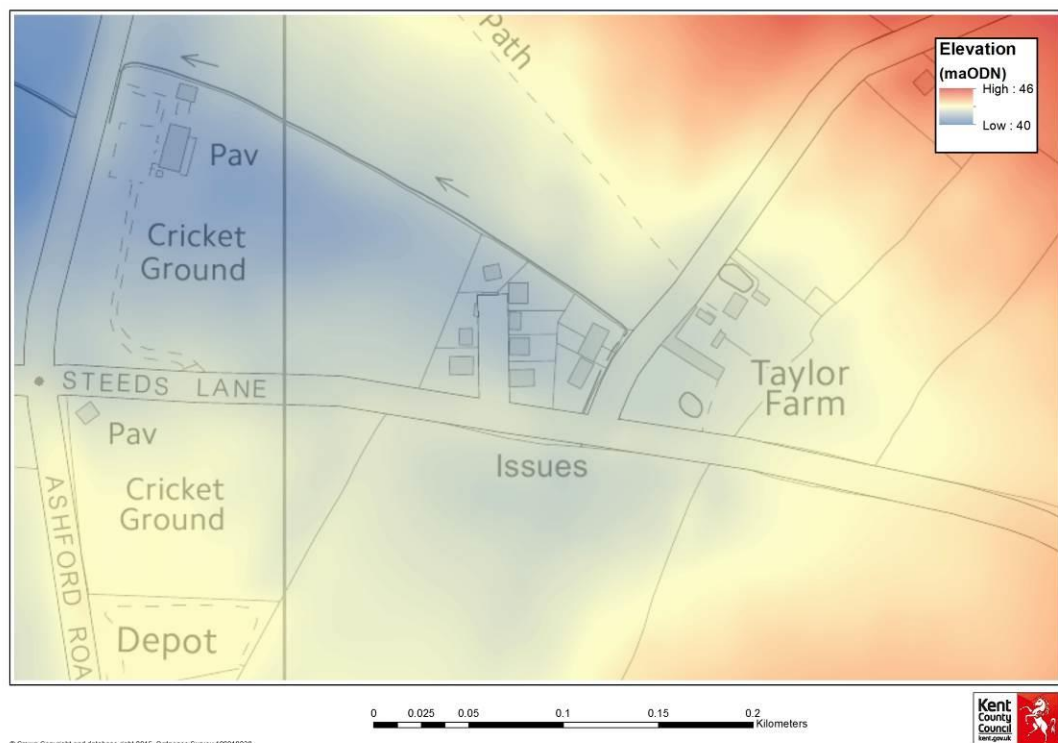 Path
Elevation
(maODN)
High : 46
Low : 40
Pav
Cricket
Ground
STEEDS LANE
Taylor
Farm
Pav
Issues
Cricket
Ground
ASHFORD ROA
Depot
0 0.025 0.05 0.1 0.15 0.2
Kilometers
Kent
County
Council
kent.gov.uk